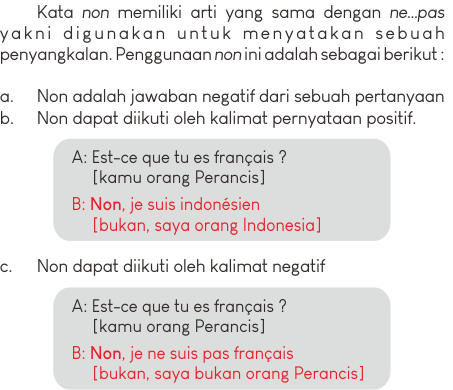 Kata non memiliki arti yang sama dengan ne...pas
yakni digunakan untuk menyatakan sebuah
penyangkalan. Penggunaan non ini adalah sebagai berikut :
a. Non adalah jawaban negatif dari sebuah pertanyaan
b. Non dapat diikuti oleh kalimat pernyataan positif.
A: Est-ce que tu es français ?
[kamu orang Perancis]
B: Non, je suis indonésien
[bukan, saya orang Indonesia]
c. Non dapat diikuti oleh kalimat negatif
A: Est-ce que tu es français ?
[kamu orang Perancis]
B: Non, je ne suis pas français
[bukan, saya bukan orang Perancis]